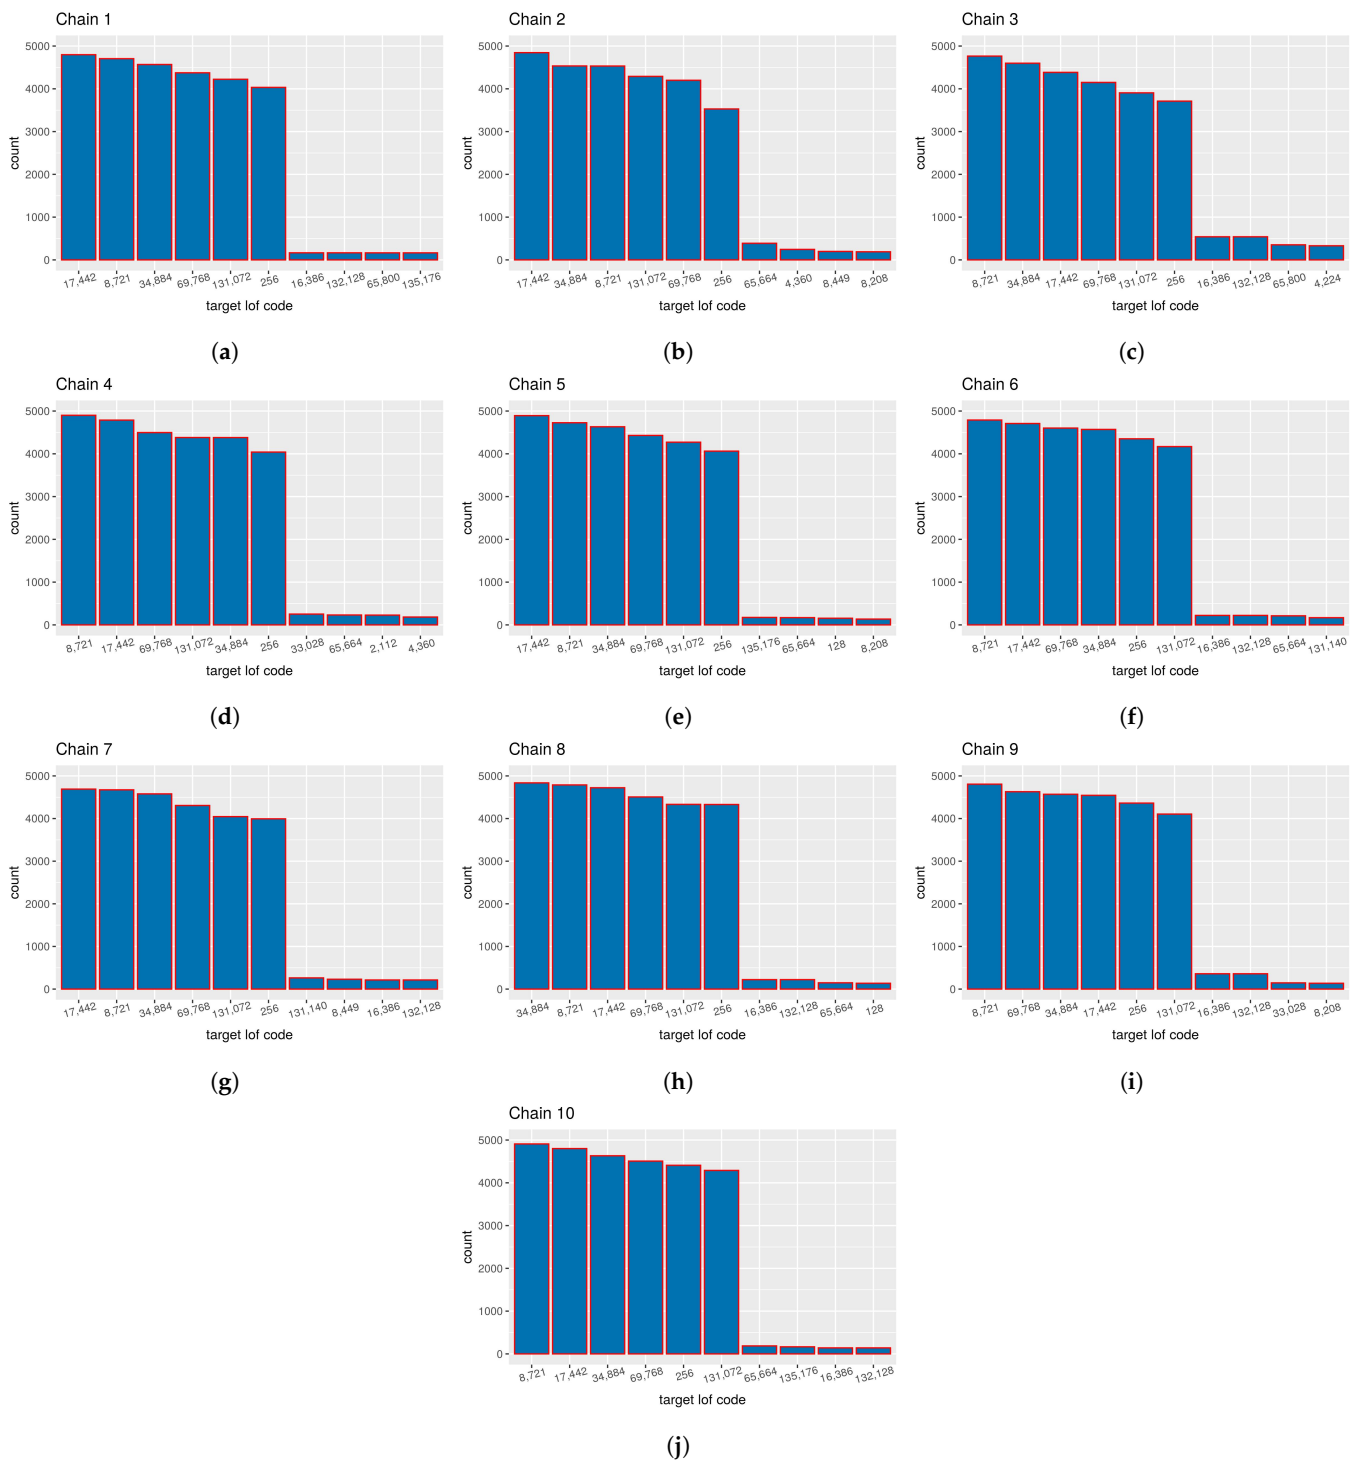 Chain 1
5000
4000
3000
2000
1000
0
count
17,442 8,721 34,884 69,768 131,072 256 16,386 132,128 65,800 135,176
target lof code
(a)
Chain 2
5000
4000
3000
2000
1000
0
count
17,442 34,884 8,721 131,072 69,768 256 65,664 4,360 8,449 8,208
target lof code
(b)
Chain 3
5000
4000
3000
2000
1000
0
count
8,721 34,884 17,442 69,768 131,072 256 16,386 132,128 65,800 4,224
target lof code
(c)
Chain 4
5000
4000
3000
2000
1000
0
count
8,721 17,442 69,768 131,072 34,884 256 33,028 65,664 2,112 4,360
target lof code
(d)
Chain 5
5000
4000
3000
2000
1000
0
count
17,442 8,721 34,884 69,768 131,072 256 135,176 65,664 128 8,208
target lof code
(e)
Chain 6
5000
4000
3000
2000
1000
0
count
8,721 17,442 69,768 34,884 256 131,072 16,386 132,128 65,664 131,140
target lof code
(f)
Chain 7
5000
4000
3000
2000
1000
0
count
17,442 8,721 34,884 69,768 131,072 256 131,140 8,449 16,386 132,128
target lof code
(g)
Chain 8
5000
4000
3000
2000
1000
0
count
34,884 8,721 17,442 69,768 131,072 256 16,386 132,128 65,664 128
target lof code
(h)
Chain 9
5000
4000
3000
2000
1000
0
count
8,721 69,768 34,884 17,442 256 131,072 16,386 132,128 33,028 8,208
target lof code
(i)
Chain 10
5000
4000
3000
2000
1000
0
count
8,721 17,442 34,884 69,768 256 131,072 65,664 135,176 16,386 132,128
target lof code
(j)